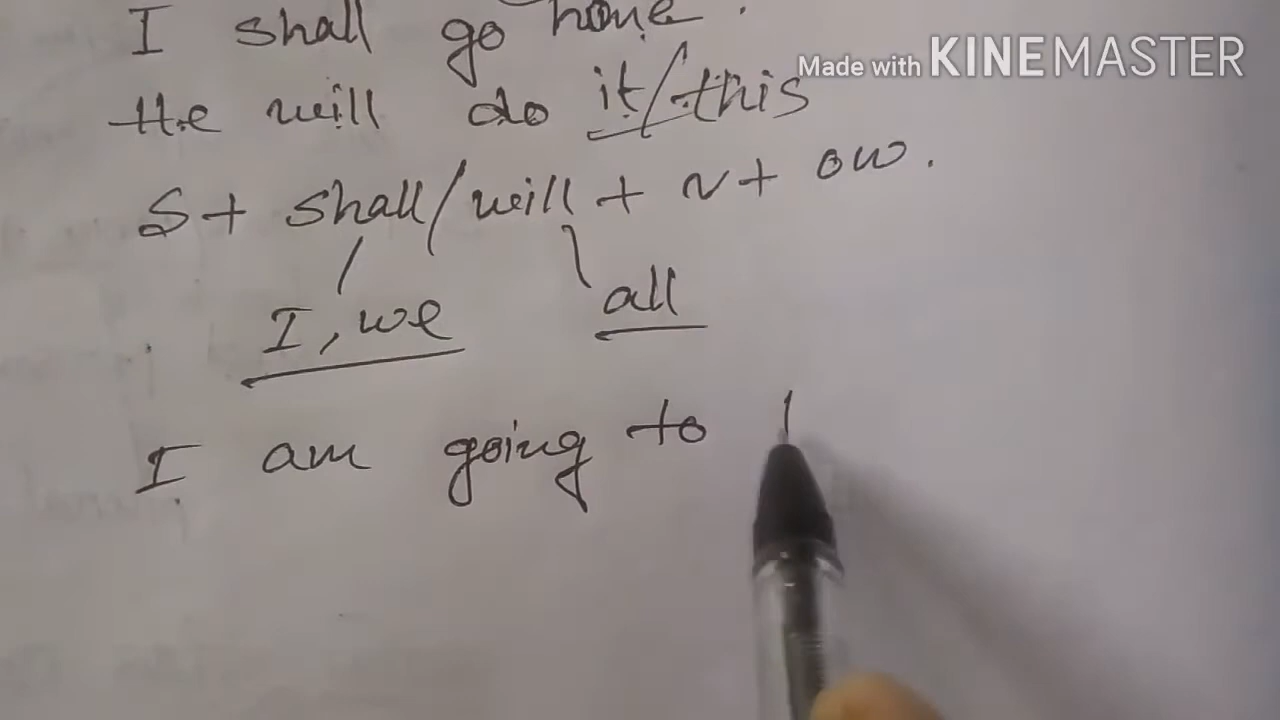 I shall go home.
Made with KINEMASTER
He will do it/this
S + shall/will + v + ow.
I, we all
I am going to